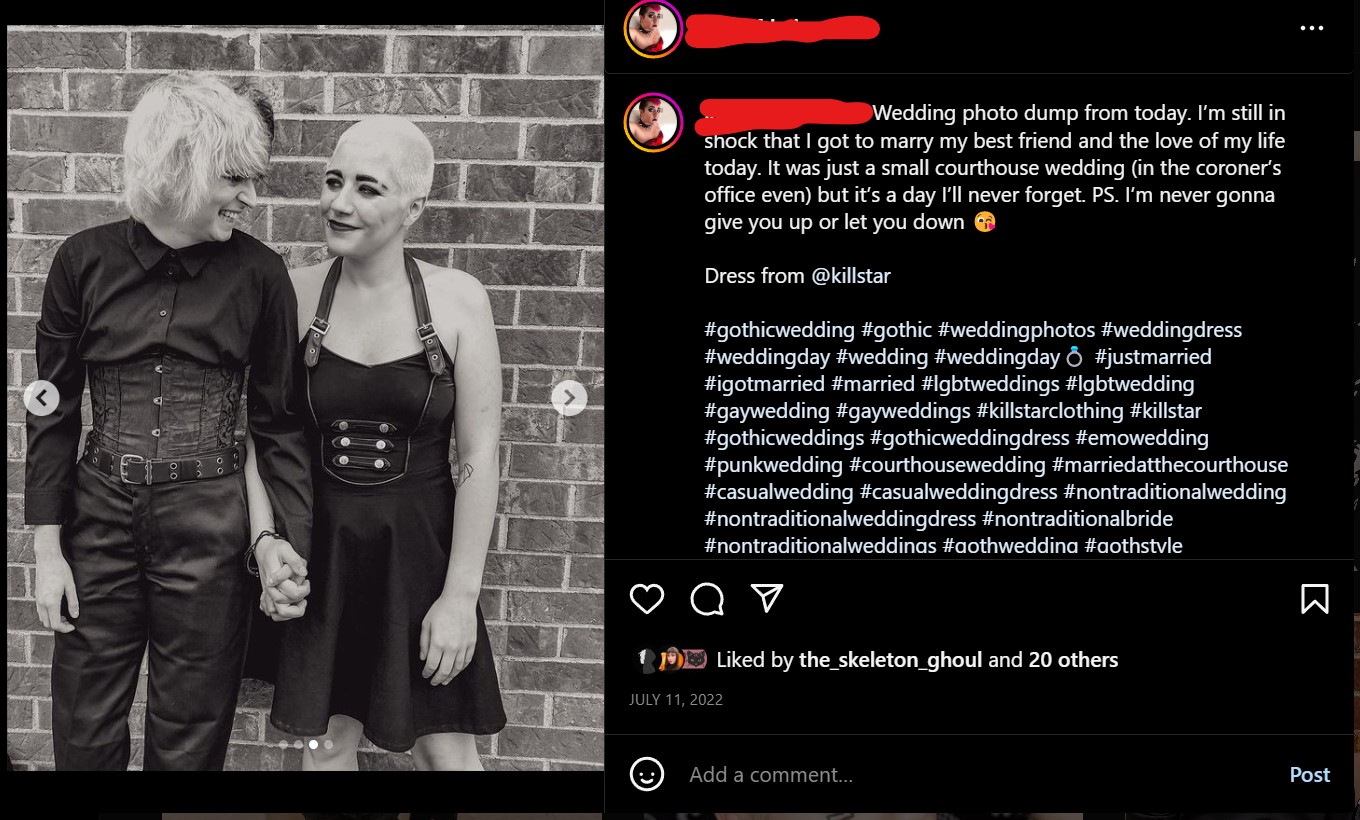 Wedding photo dump from today. I’m still in
shock that I got to marry my best friend and the love of my life
today. It was just a small courthouse wedding (in the coroner’s
office even) but it’s a day I’ll never forget. PS. I’m never gonna
give you up or let you down 😘
Dress from @killstar
#gothicwedding #gothic #weddingphotos #weddingdress
#weddingday #wedding #weddingday💍 #justmarried
#igotmarried #married #lgbtweddings #lgbtwedding
#gaywedding #gayweddings #killstarclothing #killstar
#gothicweddings #gothicweddingdress #emowedding
#punkwedding #courthousewedding #marriedatthecourthouse
#casualwedding #casualweddingdress #nontraditionalwedding
#nontraditionalweddingdress #nontraditionalbride
#nontraditionalweddings #gothwedding #gothstyle
Liked by the_skeleton_ghoul and 20 others
JULY 11, 2022
Add a comment...
Post